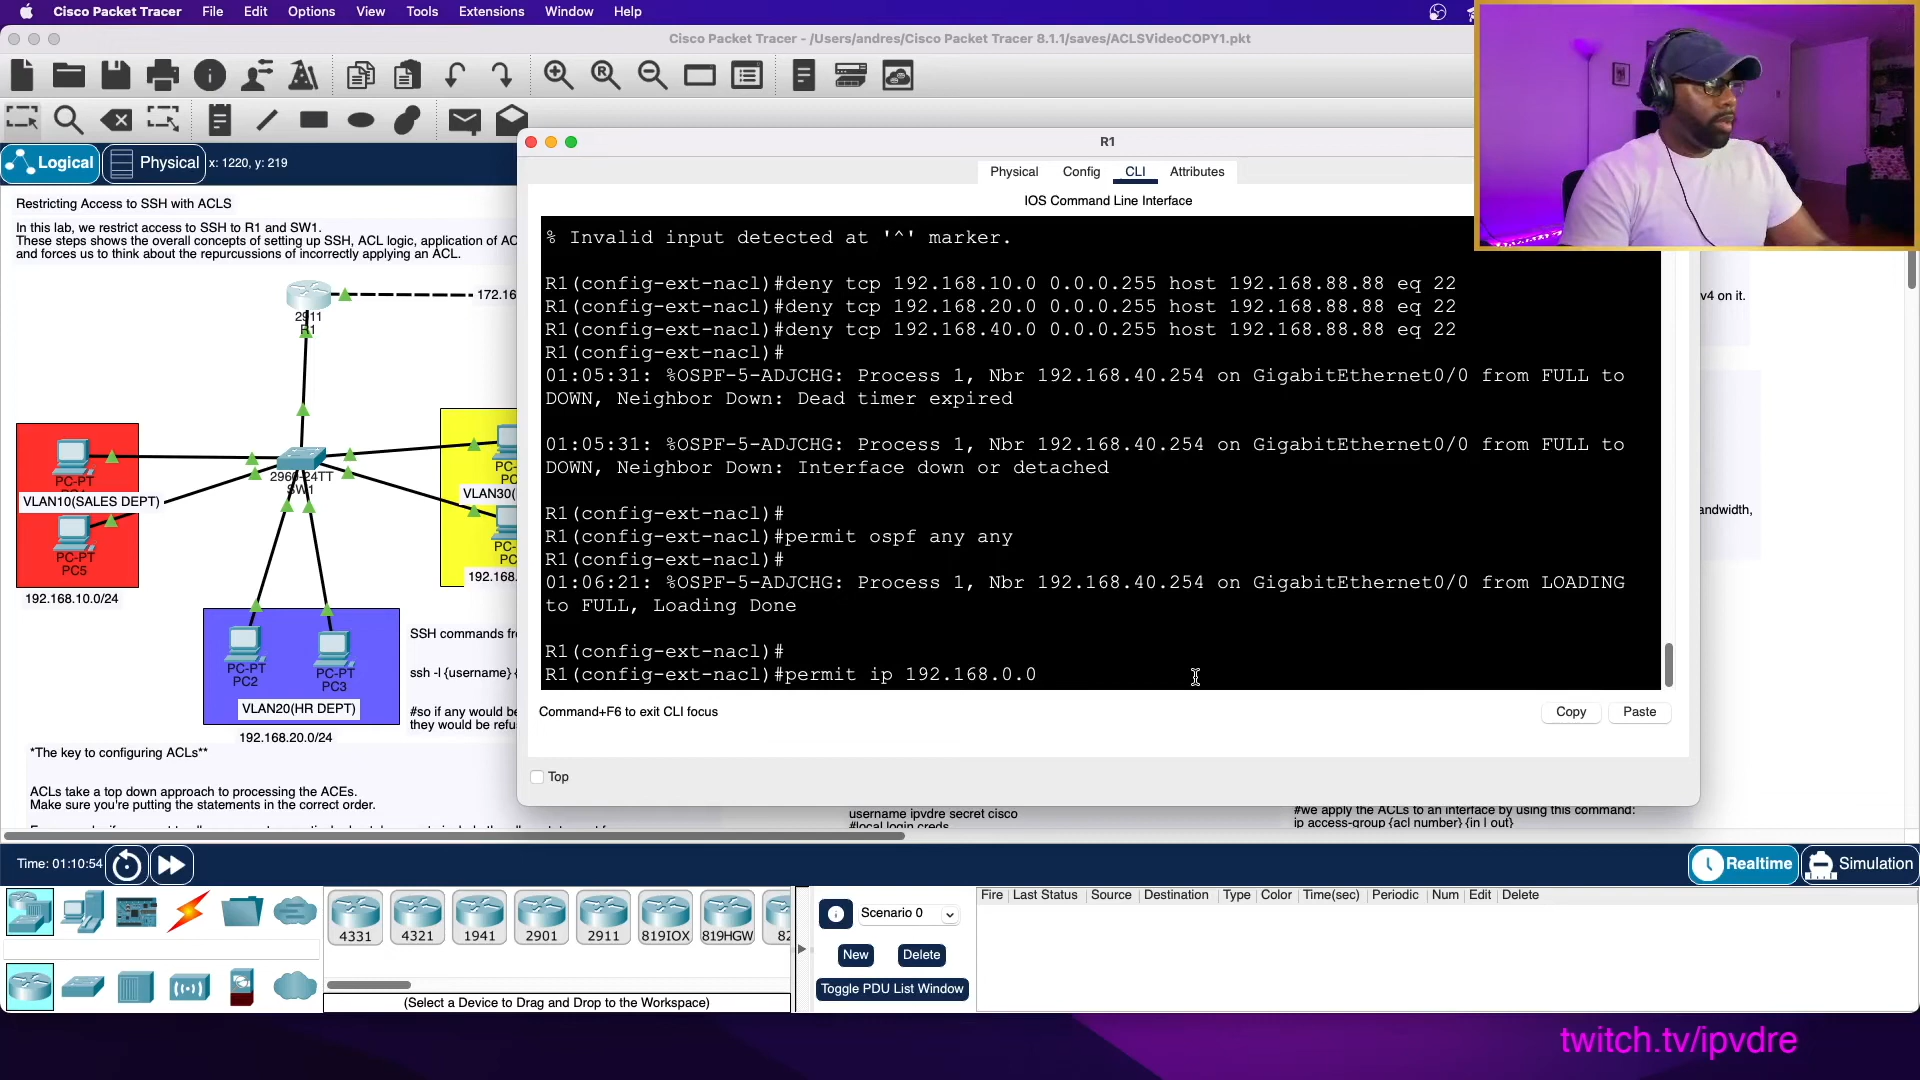 Cisco Packet Tracer File Edit Options View Tools Extensions Window Help
Cisco Packet Tracer - /Users/andres/Cisco Packet Tracer 8.1.1/saves/ACLSVideoCOPY1.pkt
Logical Physical x: 1220, y: 219
Restricting Access to SSH with ACLS
In this lab, we restrict access to SSH to R1 and SW1.
These steps shows the overall concepts of setting up SSH, ACL logic, application of AC
and forces us to think about the repurcussions of incorrectly applying an ACL.
172.16
2911
R1
2960-24TT
SW1
PC-PT
VLAN10(SALES DEPT)
PC-PT
PC5
192.168.10.0/24
PC-PT
PC2
PC-PT
PC3
VLAN20(HR DEPT)
192.168.20.0/24
VLAN30(
192.168.
SSH commands fr
ssh -l {username} {
#so if any would be
they would be refu
*The key to configuring ACLs**
ACLs take a top down approach to processing the ACEs.
Make sure you're putting the statements in the correct order.
R1
Physical Config CLI Attributes
IOS Command Line Interface
% Invalid input detected at '^' marker.
R1(config-ext-nacl)#deny tcp 192.168.10.0 0.0.0.255 host 192.168.88.88 eq 22
R1(config-ext-nacl)#deny tcp 192.168.20.0 0.0.0.255 host 192.168.88.88 eq 22
R1(config-ext-nacl)#deny tcp 192.168.40.0 0.0.0.255 host 192.168.88.88 eq 22
R1(config-ext-nacl)#
01:05:31: %OSPF-5-ADJCHG: Process 1, Nbr 192.168.40.254 on GigabitEthernet0/0 from FULL to
DOWN, Neighbor Down: Dead timer expired
01:05:31: %OSPF-5-ADJCHG: Process 1, Nbr 192.168.40.254 on GigabitEthernet0/0 from FULL to
DOWN, Neighbor Down: Interface down or detached
R1(config-ext-nacl)#
R1(config-ext-nacl)#permit ospf any any
R1(config-ext-nacl)#
01:06:21: %OSPF-5-ADJCHG: Process 1, Nbr 192.168.40.254 on GigabitEthernet0/0 from LOADING
to FULL, Loading Done
R1(config-ext-nacl)#
R1(config-ext-nacl)#permit ip 192.168.0.0
Command+F6 to exit CLI focus
Copy Paste
Top
v4 on it.
andwidth,
username ipvdre secret cisco
#local login creds
#we apply the ACLs to an interface by using this command:
ip access-group {acl number} {in | out}
Time: 01:10:54
Realtime Simulation
4331 4321 1941 2901 2911 819IOX 819HGW 82
(Select a Device to Drag and Drop to the Workspace)
Scenario 0
New Delete
Toggle PDU List Window
Fire Last Status Source Destination Type Color Time(sec) Periodic Num Edit Delete
twitch.tv/ipvdre